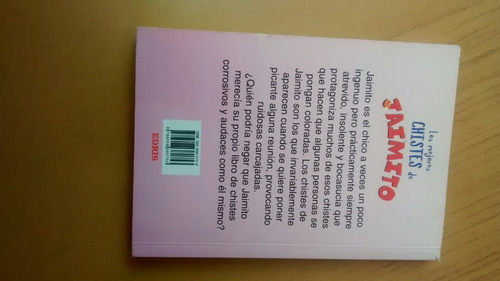 Los mejores
CHISTES de
JAIMITO
Jaimito es el chico a veces un poco
ingenuo pero prácticamente siempre
atrevido, insolente y bocasucia que
protagoniza muchos de esos chistes
que hacen que algunas personas se
pongan coloradas. Los chistes de
Jaimito son los que invariablemente
aparecen cuando se quiere poner
picante alguna reunión, provocando
ruidosas carcajadas.
¿Quién podría negar que Jaimito
merecía su propio libro de chistes
corrosivos y audaces como él mismo?
EDRIS